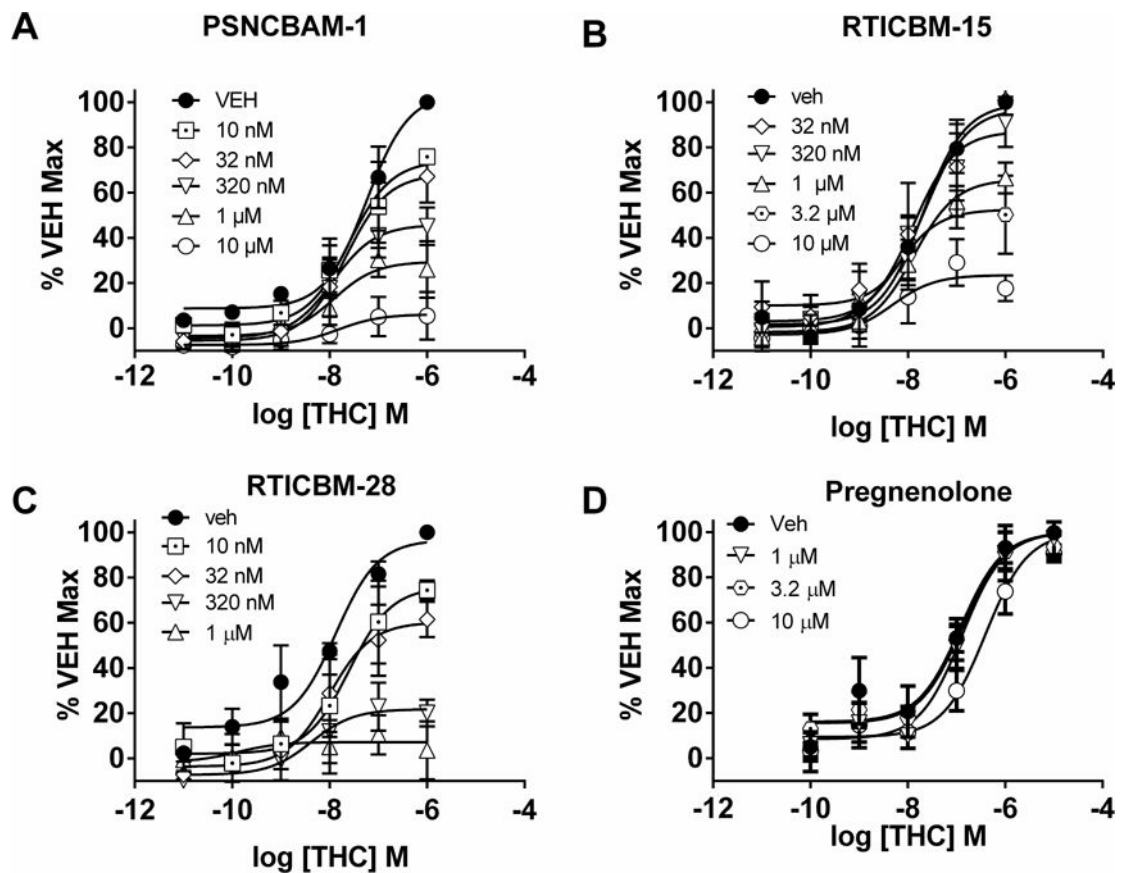 A
PSNCBAM-1
% VEH Max
100
80
60
40
20
0
VEH
10 nM
32 nM
320 nM
1 µM
10 µM
-12
-10
-8
-6
-4
log [THC] M
B
RTICBM-15
% VEH Max
100
80
60
40
20
0
veh
32 nM
320 nM
1 µM
3.2 µM
10 µM
-12
-10
-8
-6
-4
log [THC] M
C
RTICBM-28
% VEH Max
100
80
60
40
20
0
veh
10 nM
32 nM
320 nM
1 µM
-12
-10
-8
-6
-4
log [THC] M
D
Pregnenolone
% VEH Max
100
80
60
40
20
0
Veh
1 µM
3.2 µM
10 µM
-12
-10
-8
-6
-4
log [THC] M